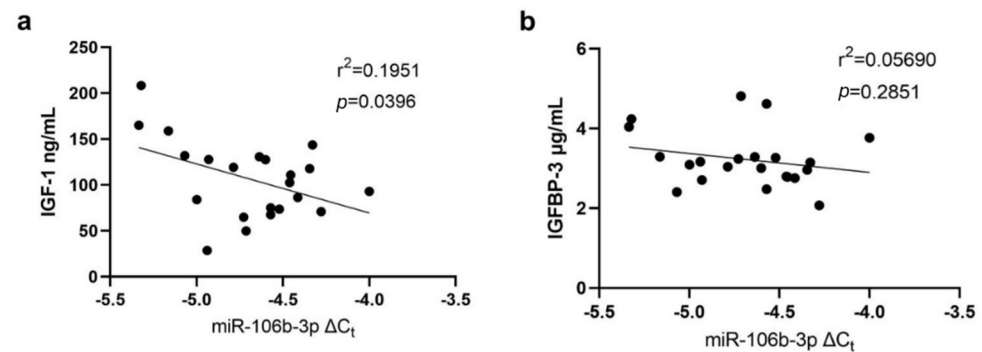 a
250
200
150
100
50
0
IGF-1 ng/mL
r²=0.1951
p=0.0396
-5.5 -5.0 -4.5 -4.0 -3.5
miR-106b-3p ΔCₜ
b
6
4
2
0
IGFBP-3 µg/mL
r²=0.05690
p=0.2851
-5.5 -5.0 -4.5 -4.0 -3.5
miR-106b-3p ΔCₜ